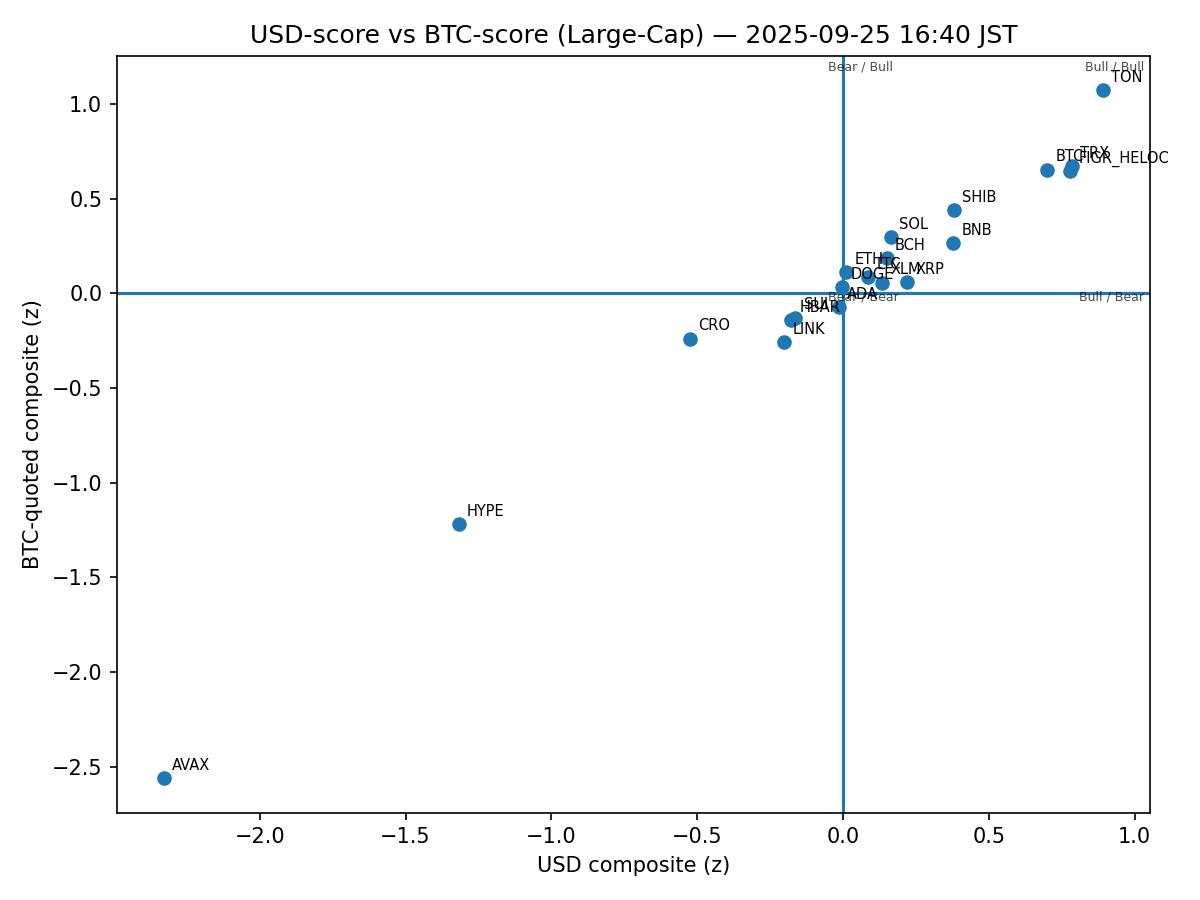 USD-score vs BTC-score (Large-Cap) — 2025-09-25 16:40 JST
Bear / Bull
Bull / Bull
TON
BTC
TRX
FIGR_HELOC
SHIB
BNB
SOL
BCH
ETH
LTC
DOGE
XLM
XRP
ADA
Bear / Bear
Bull / Bear
SUI
HBAR
LINK
CRO
HYPE
AVAX
1.0
0.5
0.0
−0.5
−1.0
−1.5
−2.0
−2.5
BTC-quoted composite (z)
−2.0
−1.5
−1.0
−0.5
0.0
0.5
1.0
USD composite (z)